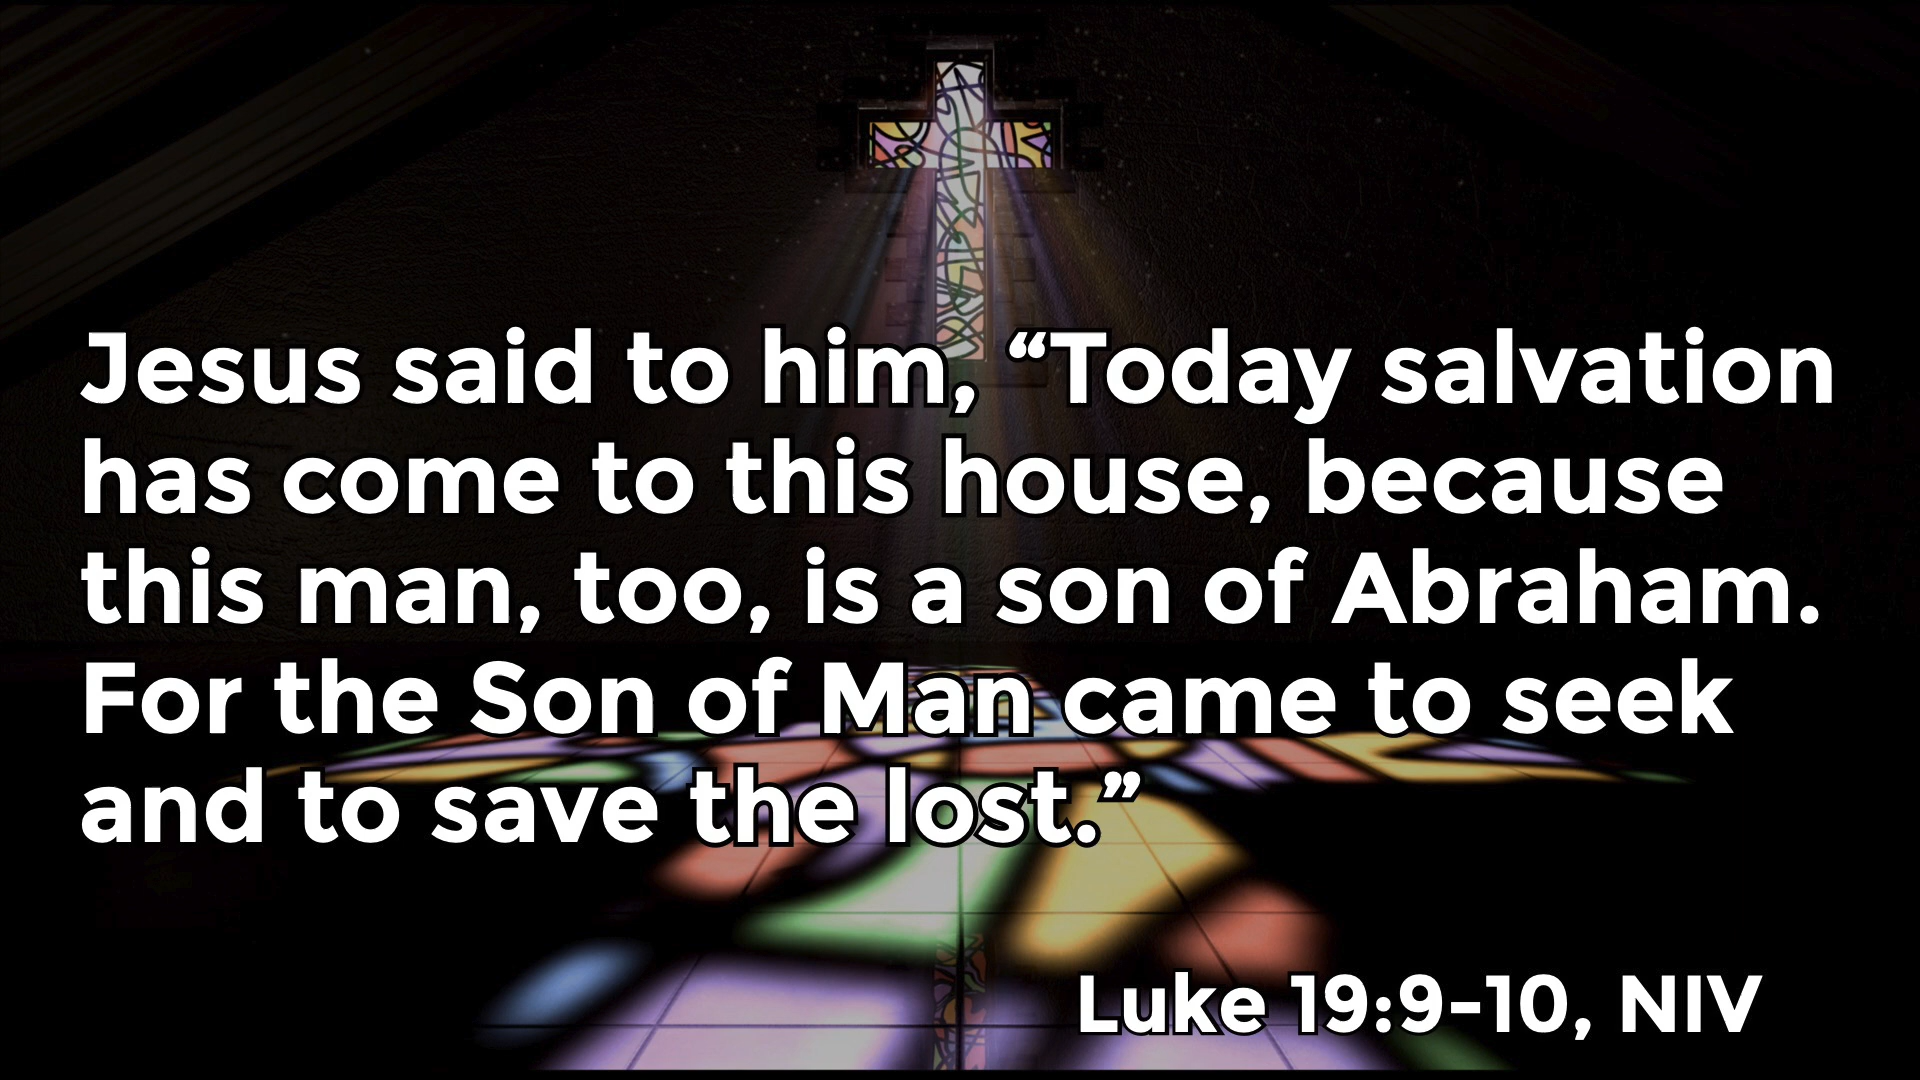 Jesus said to him, “Today salvation
has come to this house, because
this man, too, is a son of Abraham.
For the Son of Man came to seek
and to save the lost.”
Luke 19:9-10, NIV